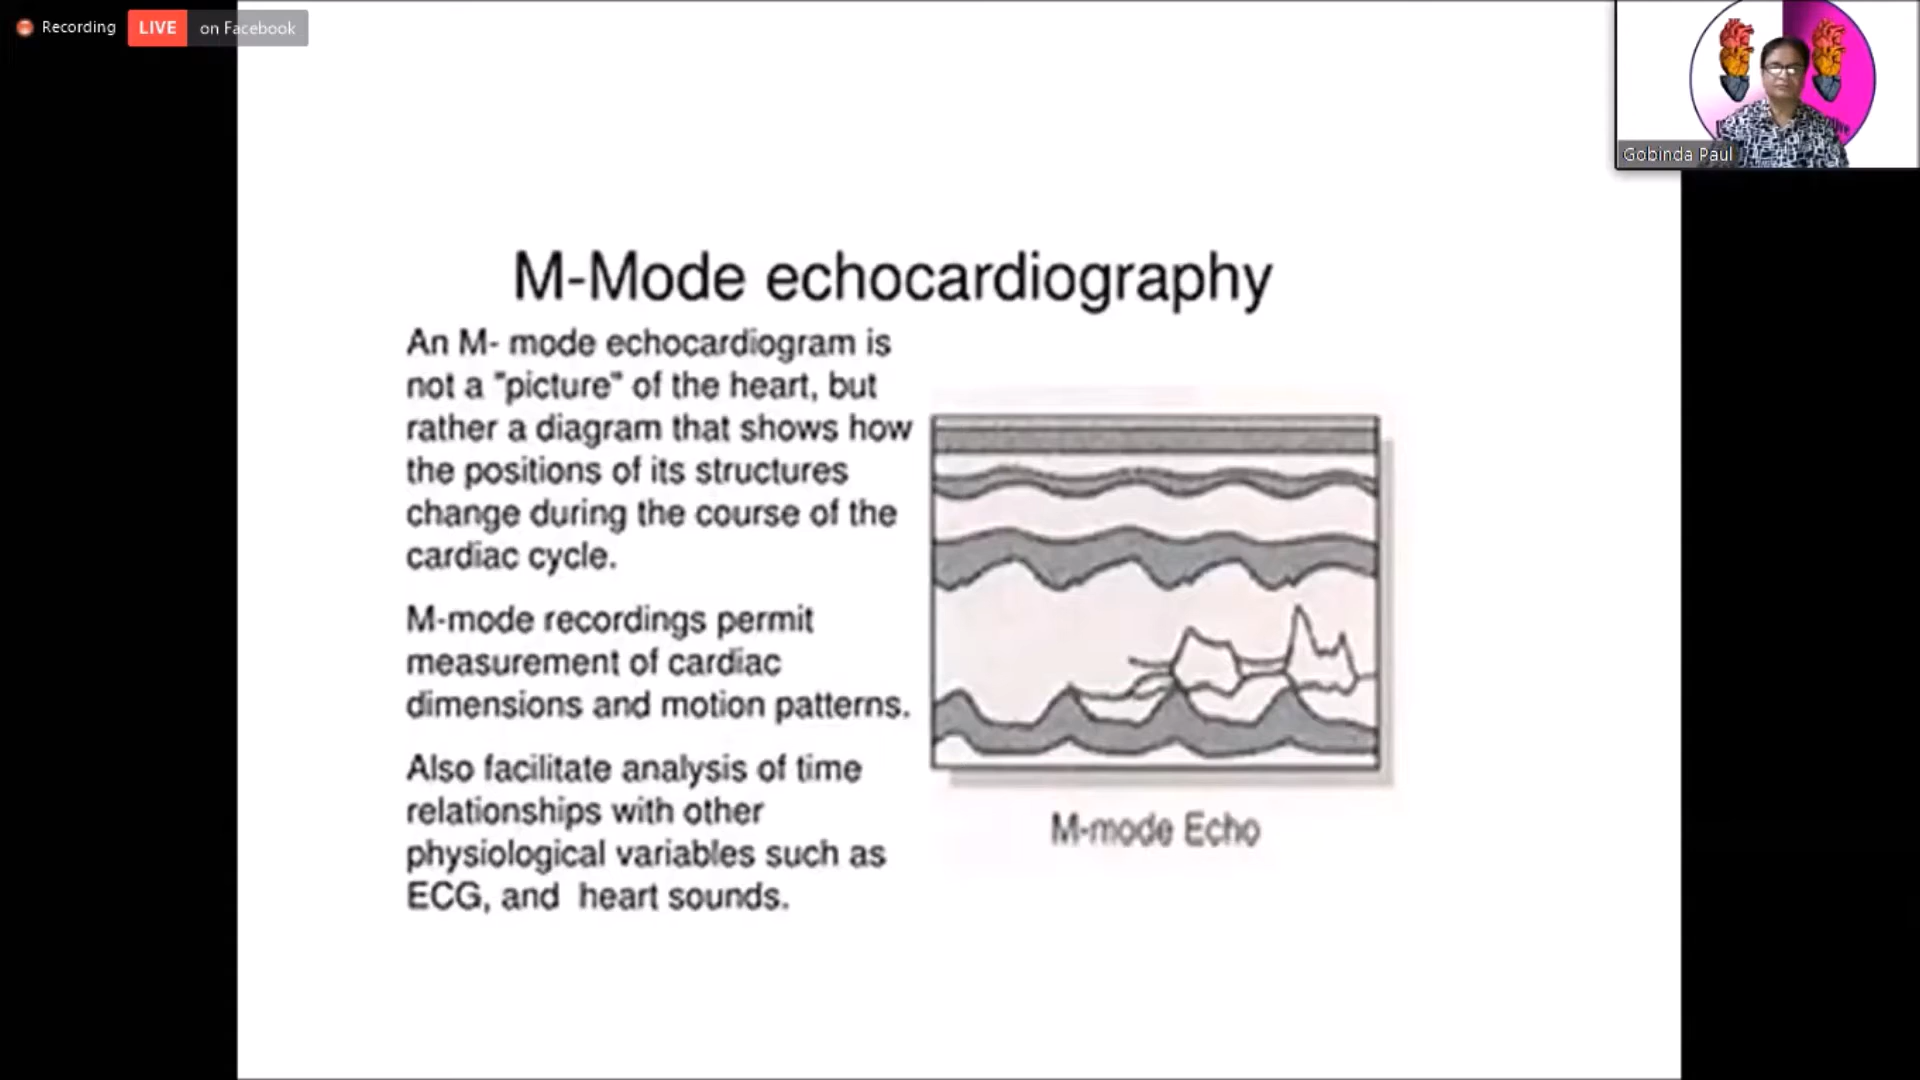 Recording
LIVE on Facebook
Gobinda Paul
M-Mode echocardiography
An M- mode echocardiogram is
not a "picture" of the heart, but
rather a diagram that shows how
the positions of its structures
change during the course of the
cardiac cycle.
M-mode recordings permit
measurement of cardiac
dimensions and motion patterns.
Also facilitate analysis of time
relationships with other
physiological variables such as
ECG, and heart sounds.
M-mode Echo